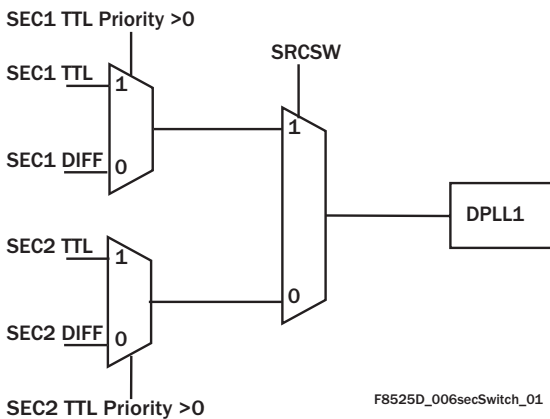 SEC1 TTL Priority >0
SRCSW
SEC1 TTL
1
1
SEC1 DIFF
0
DPLL1
SEC2 TTL
1
0
SEC2 DIFF
0
SEC2 TTL Priority >0
F8525D_006secSwitch_01